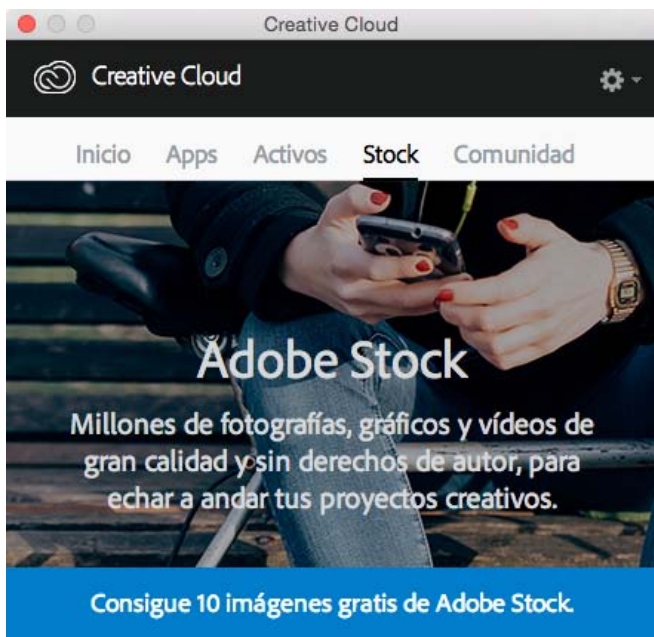 Creative Cloud
Creative Cloud
Inicio Apps Activos Stock Comunidad
Adobe Stock
Millones de fotografías, gráficos y vídeos de
gran calidad y sin derechos de autor, para
echar a andar tus proyectos creativos.
Consigue 10 imágenes gratis de Adobe Stock.